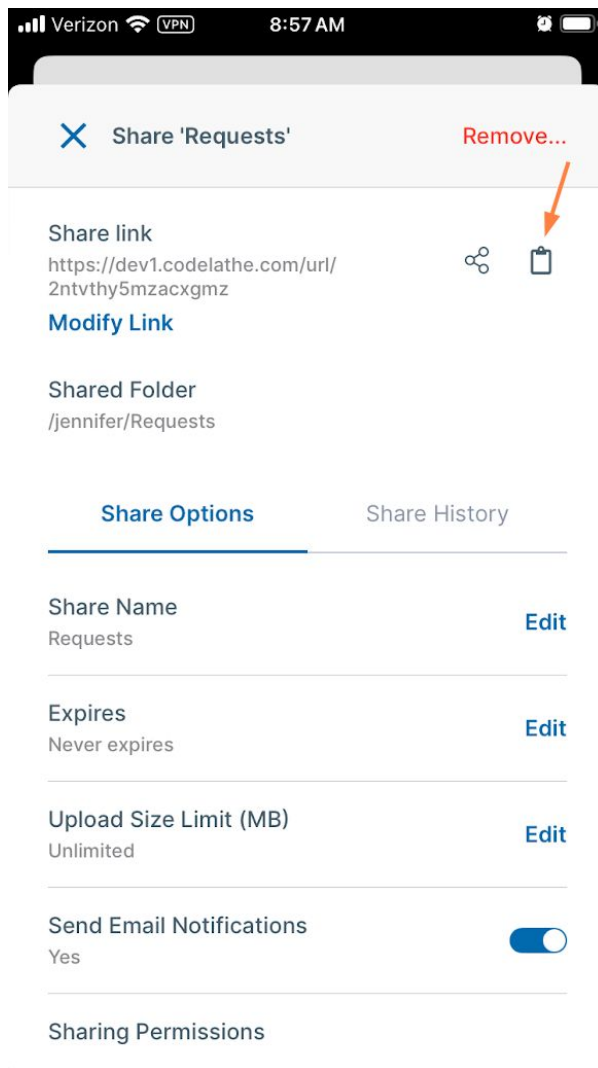 Verizon VPN 8:57 AM
Share 'Requests' Remove...
Share link
https://dev1.codelathe.com/url/
2ntvthy5mzacxgmz
Modify Link
Shared Folder
/jennifer/Requests
Share Options Share History
Share Name
Requests
Edit
Expires
Never expires
Edit
Upload Size Limit (MB)
Unlimited
Edit
Send Email Notifications
Yes
Sharing Permissions